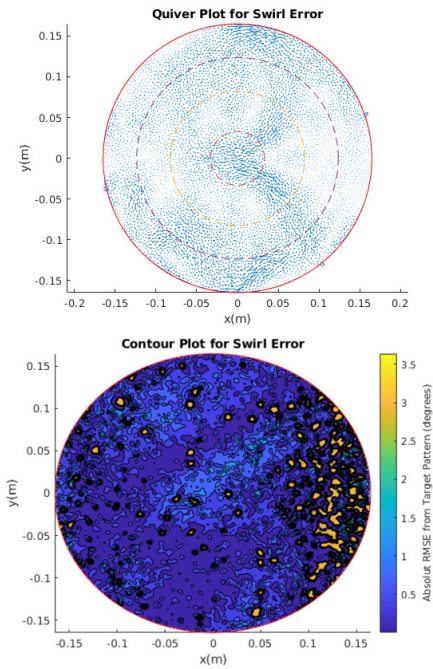 Quiver Plot for Swirl Error
0.15
0.1
0.05
0
-0.05
-0.1
-0.15
y(m)
-0.2 -0.15 -0.1 -0.05 0 0.05 0.1 0.15 0.2
x(m)
Contour Plot for Swirl Error
0.15
0.1
0.05
0
-0.05
-0.1
-0.15
y(m)
-0.15 -0.1 -0.05 0 0.05 0.1 0.15
x(m)
3.5
3
2.5
2
1.5
1
0.5
Absolut RMSE from Target Pattern (degrees)